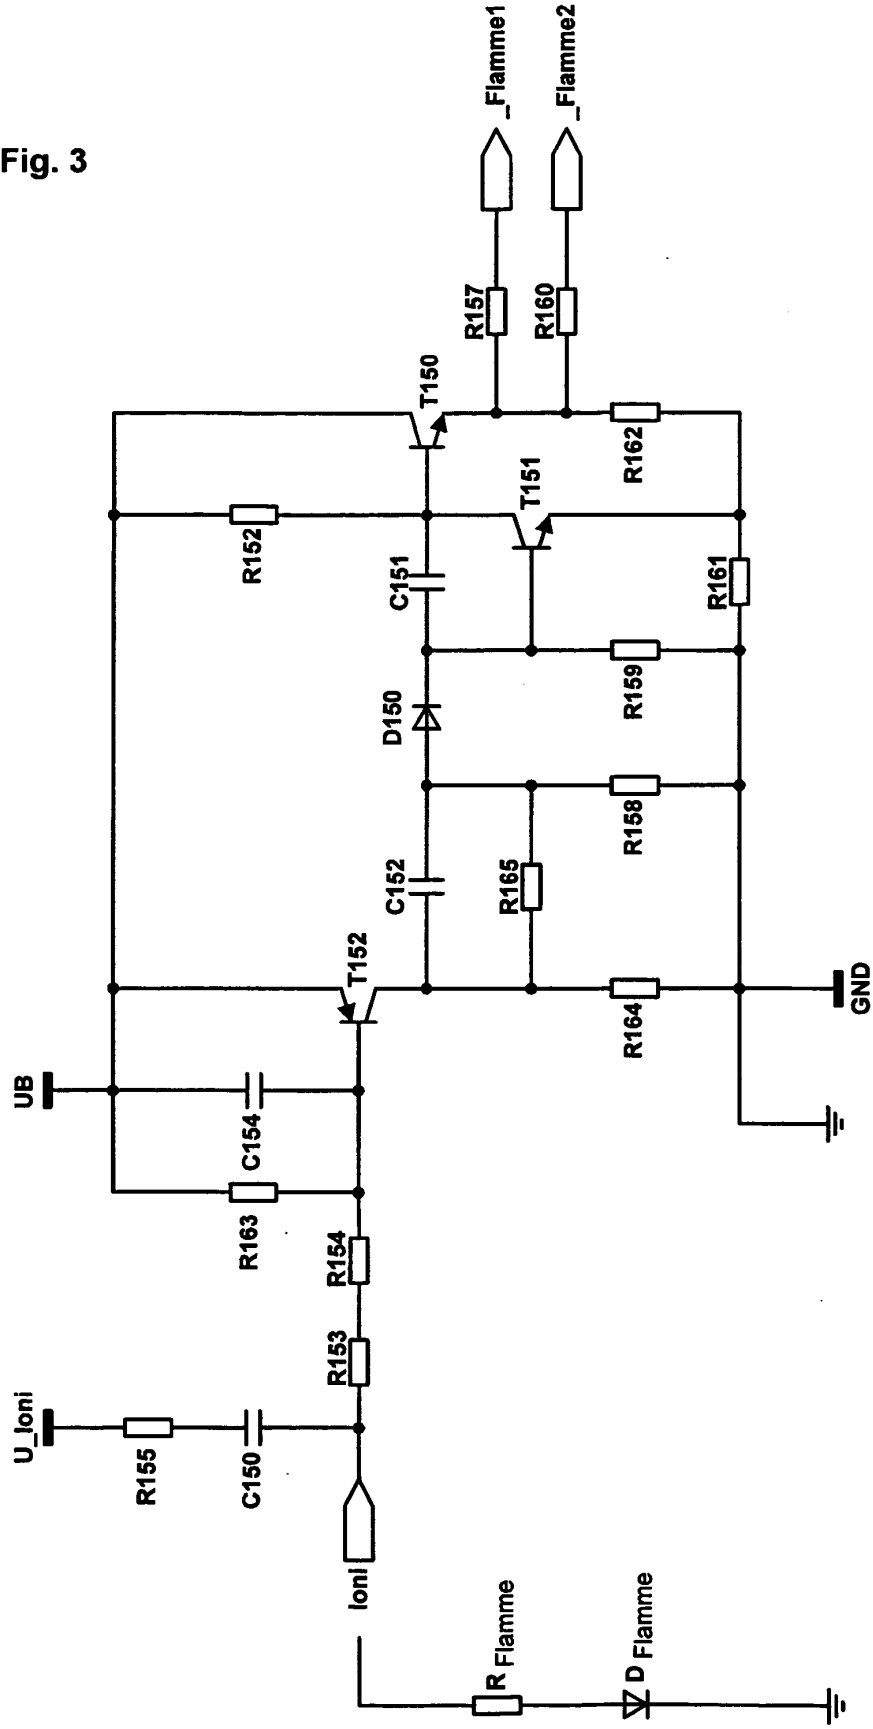 Fig. 3
_Flamme1
_Flamme2
R157
R160
T150
R162
T151
R152
C151
R161
D150
R159
R158
C152
R165
T152
R164
GND
UB
C154
R163
R154
R153
U_Ioni
R155
C150
Ioni
R Flamme
D Flamme